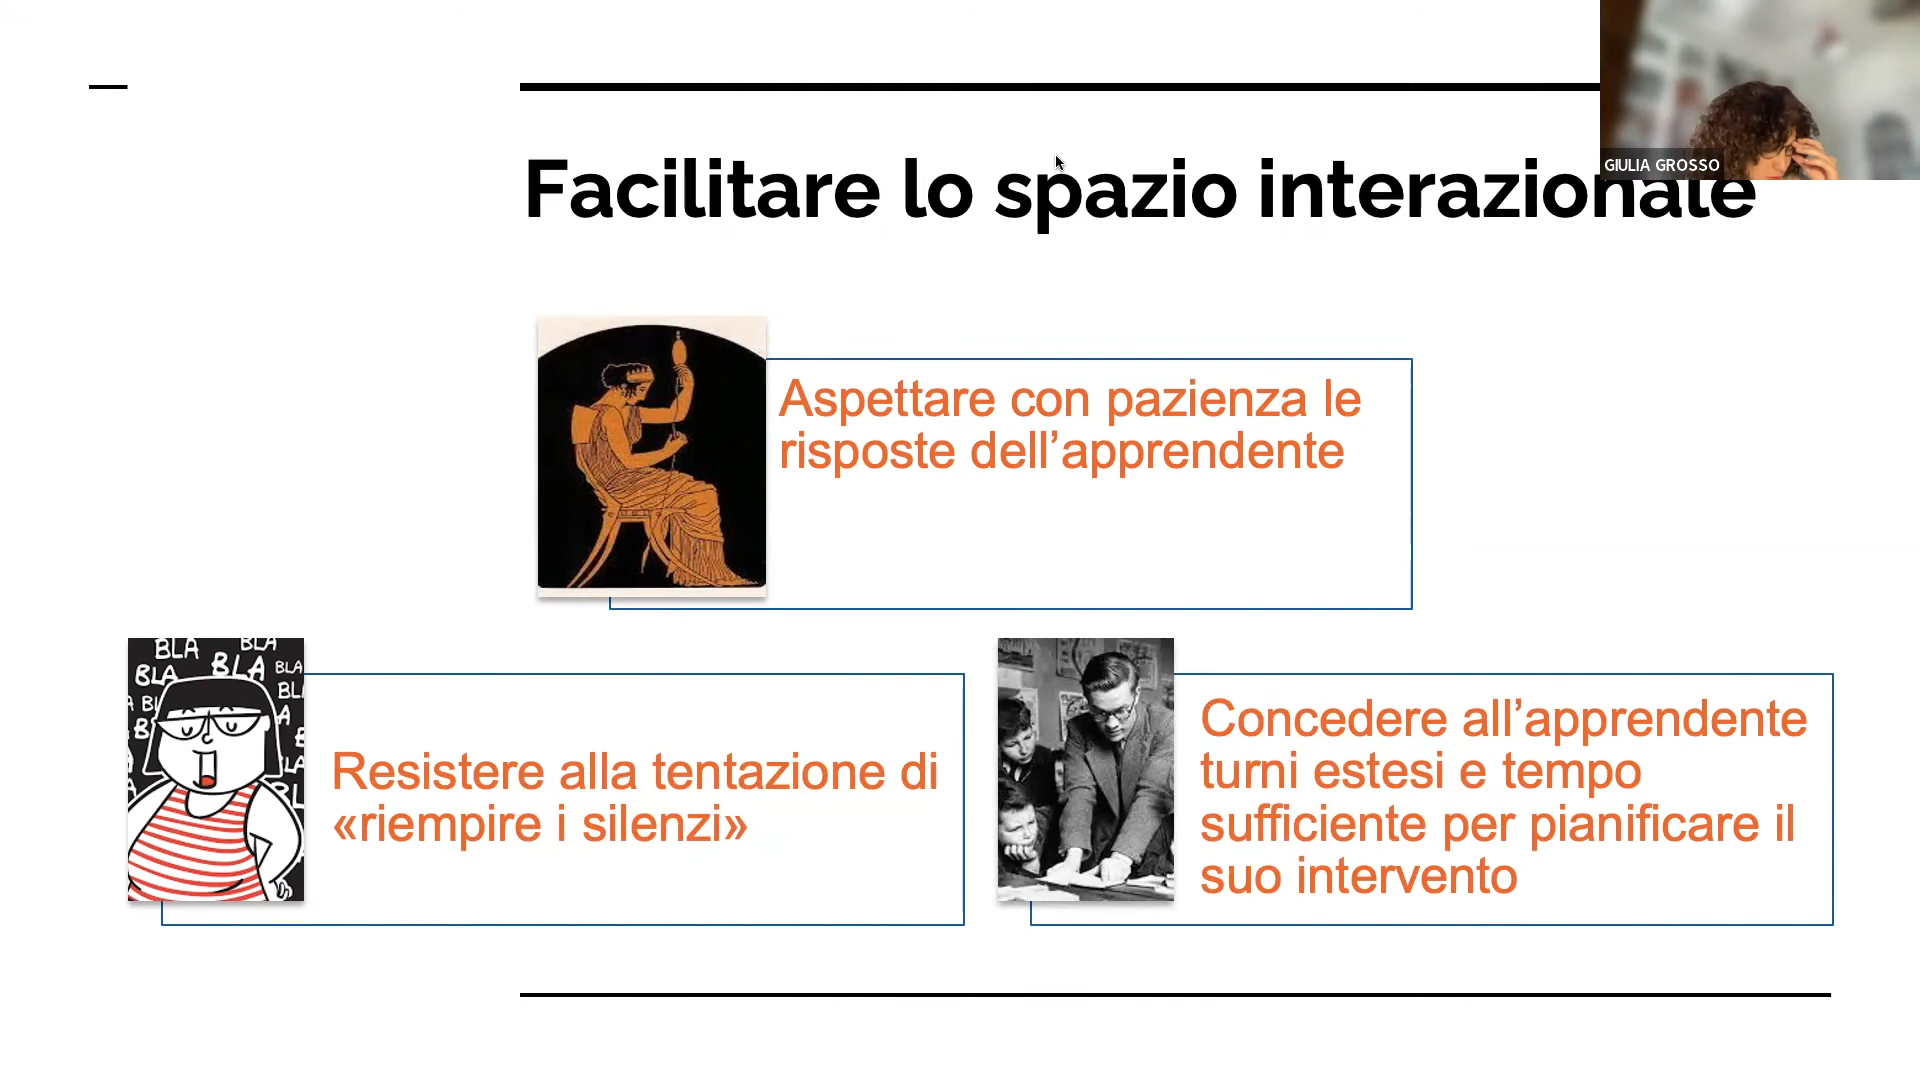 GIULIA GROSSO
Facilitare lo spazio interazionale
Aspettare con pazienza le
risposte dell’apprendente
BLA BLA
BLA BLA BLA
Resistere alla tentazione di
«riempire i silenzi»
Concedere all’apprendente
turni estesi e tempo
sufficiente per pianificare il
suo intervento